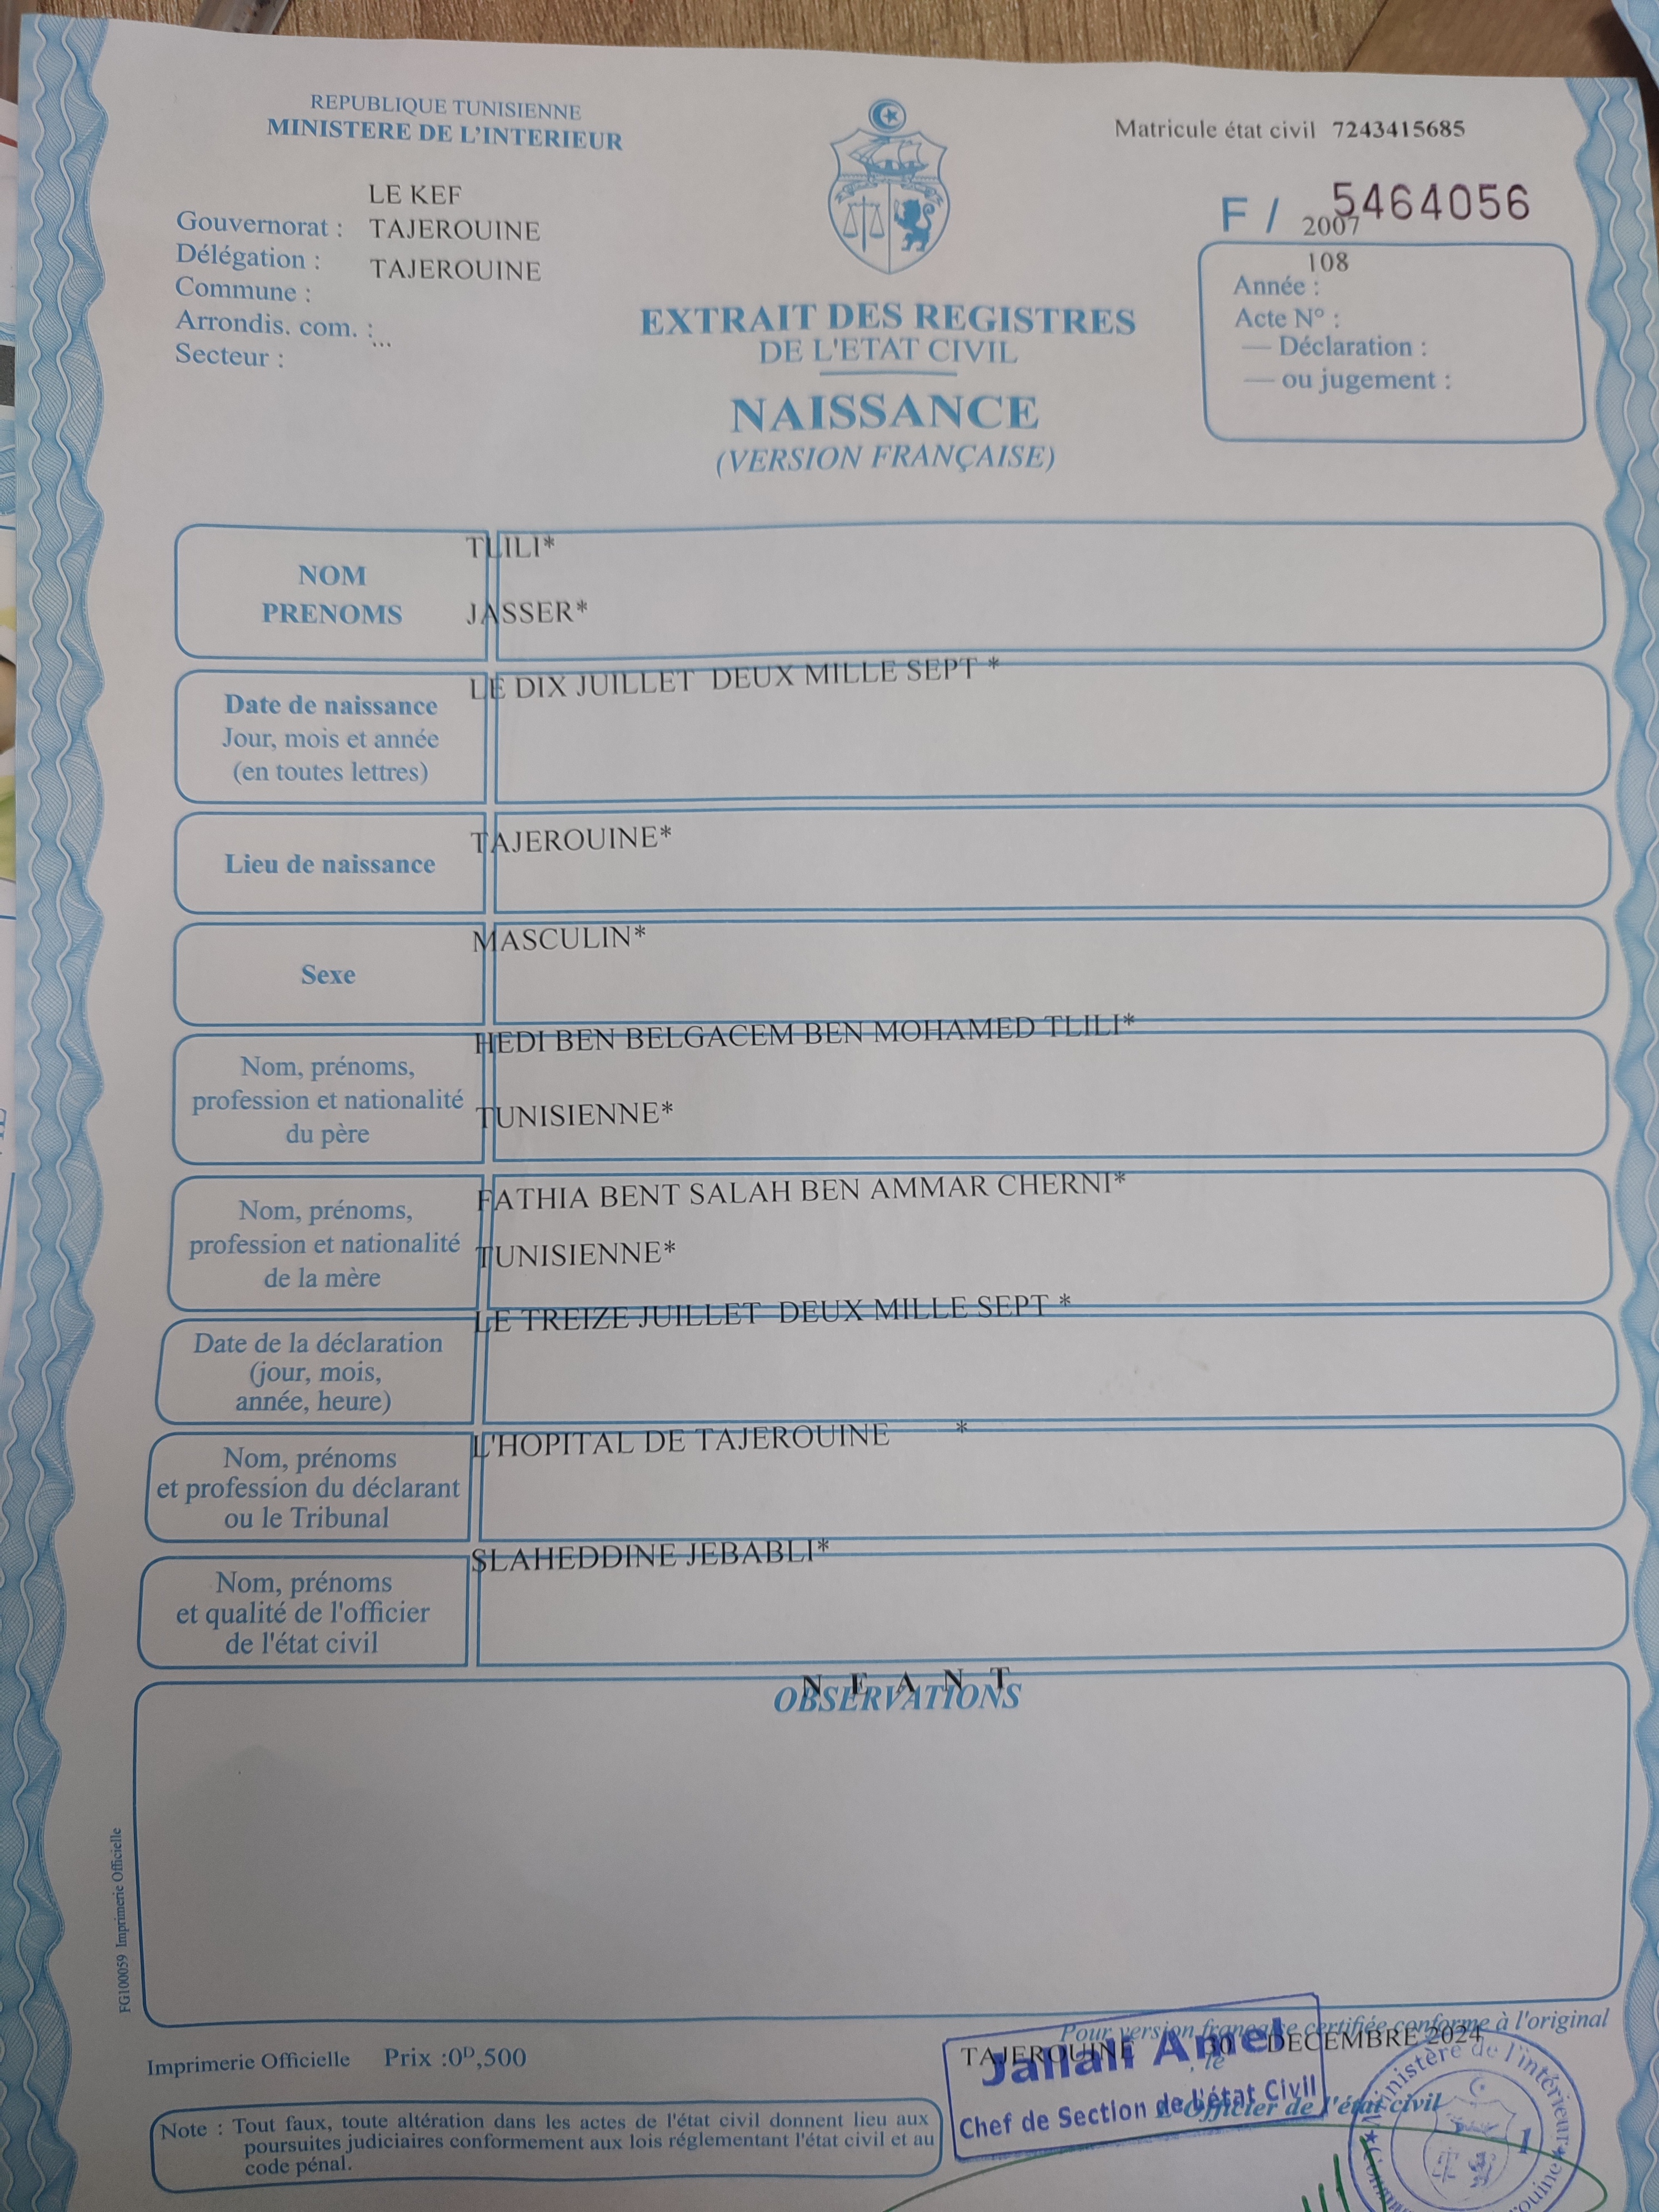 REPUBLIQUE TUNISIENNE
MINISTERE DE L'INTERIEUR
Matricule état civil 7243415685
LE KEF
Gouvernorat : TAJEROUINE
Délégation : TAJEROUINE
Commune :
Arrondis. com. :
...
Secteur :
F / 5464056
2007
108
Année :
Acte N° :
— Déclaration :
— ou jugement :
EXTRAIT DES REGISTRES
DE L'ETAT CIVIL
NAISSANCE
(VERSION FRANÇAISE)
NOM TLILI*
PRENOMS JASSER*
LE DIX JUILLET DEUX MILLE SEPT *
Date de naissance
Jour, mois et année
(en toutes lettres)
TAJEROUINE*
Lieu de naissance
MASCULIN*
Sexe
HEDI BEN BELGACEM BEN MOHAMED TLILI*
Nom, prénoms,
profession et nationalité
du père
TUNISIENNE*
FATHIA BENT SALAH BEN AMMAR CHERNI*
Nom, prénoms,
profession et nationalité
de la mère
TUNISIENNE*
LE TREIZE JUILLET DEUX MILLE SEPT *
Date de la déclaration
(jour, mois,
année, heure)
L'HOPITAL DE TAJEROUINE *
Nom, prénoms
et profession du déclarant
ou le Tribunal
SLAHEDDINE JEBABLI*
Nom, prénoms
et qualité de l'officier
de l'état civil
N E A N T
OBSERVATIONS
FG100059 Imprimerie Officielle
Pour version française certifiée conforme à l'original
TAJEROUINE, le 30 DECEMBRE 2024
L'Officier de l'état civil
Jallali Amel
Chef de Section de l'état Civil
Ministère de l'intérieur
1
Imprimerie Officielle Prix :0ᴰ,500
Note : Tout faux, toute altération dans les actes de l'état civil donnent lieu aux
poursuites judiciaires conformement aux lois réglementant l'état civil et au
code pénal.